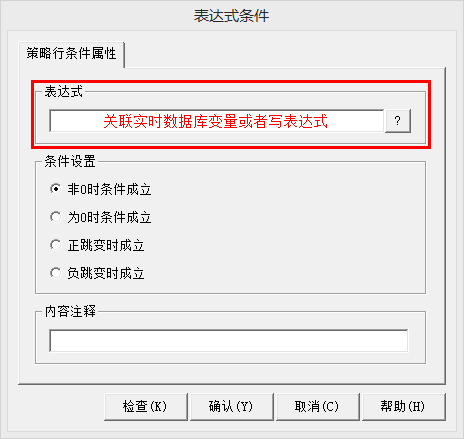 表达式条件
策略行条件属性
表达式
关联实时数据库变量或者写表达式
?
条件设置
非0时条件成立
为0时条件成立
正跳变时成立
负跳变时成立
内容注释
检查(K)
确认(Y)
取消(C)
帮助(H)